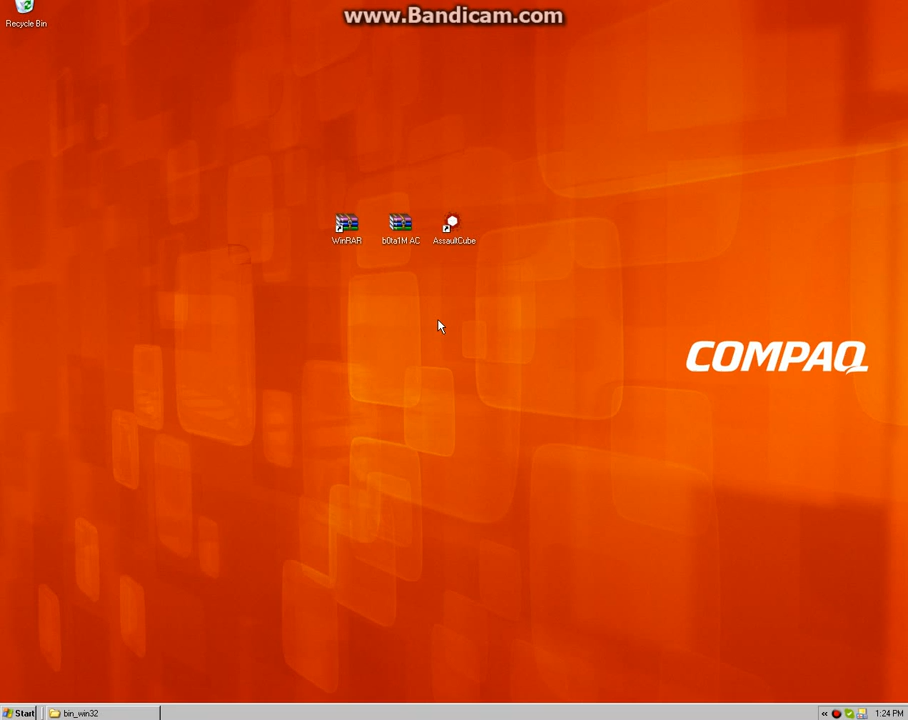 www.Bandicam.com
Recycle Bin
WinRAR
b0ta1M AC
AssaultCube
COMPAQ
Start
bin_win32
1:24 PM